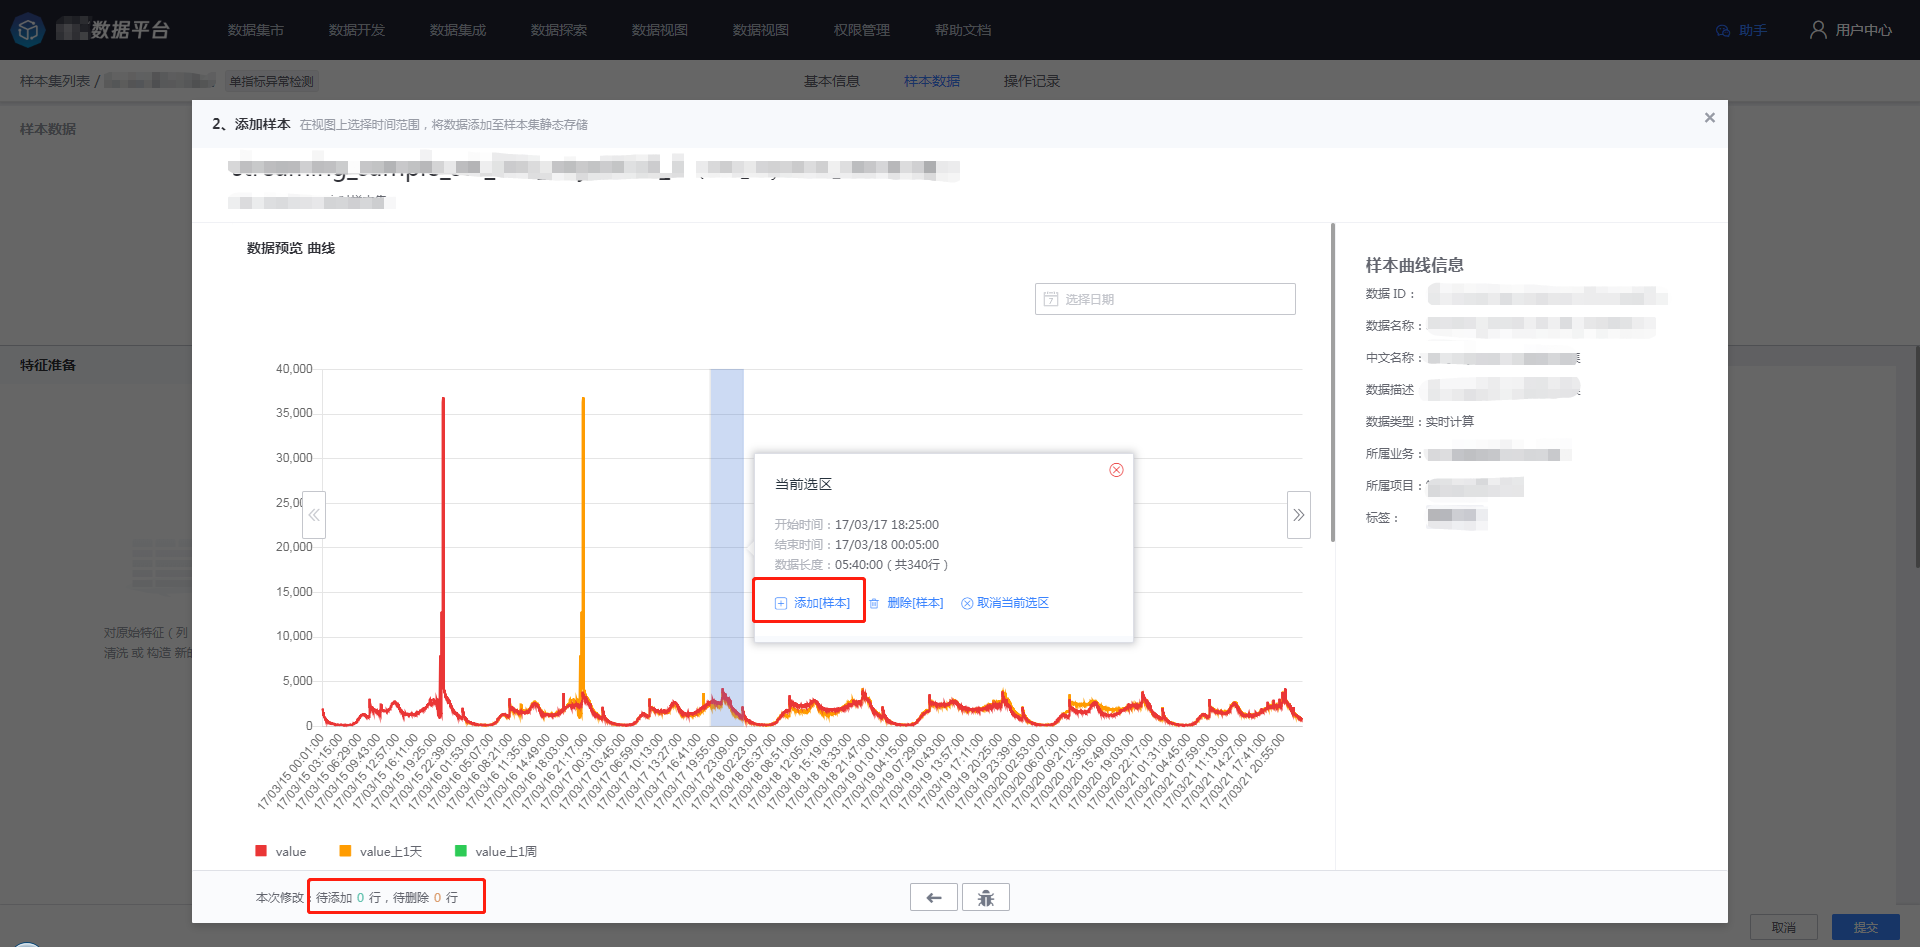 数据平台
数据集市 数据开发 数据集成 数据探索 数据视图 数据视图 权限管理 帮助文档
助手 用户中心
样本集列表 / 单指标异常检测
基本信息 样本数据 操作记录
样本数据
2、添加样本 在视图上选择时间范围，将数据添加至样本集静态存储
数据预览 曲线
选择日期
40,000
35,000
30,000
20,000
15,000
10,000
5,000
0
当前选区
开始时间：17/03/17 18:25:00
结束时间：17/03/18 00:05:00
数据长度：05:40:00 ( 共340行 )
添加[样本] 删除[样本] 取消当前选区
17/03/15 00:01:00
17/03/15 03:15:00
17/03/15 06:29:00
17/03/15 09:43:00
17/03/15 12:57:00
17/03/15 16:11:00
17/03/15 19:25:00
17/03/15 22:39:00
17/03/16 01:53:00
17/03/16 05:07:00
17/03/16 08:21:00
17/03/16 11:35:00
17/03/16 14:49:00
17/03/16 18:03:00
17/03/16 21:17:00
17/03/17 00:31:00
17/03/17 03:45:00
17/03/17 06:59:00
17/03/17 10:13:00
17/03/17 13:27:00
17/03/17 16:41:00
17/03/17 19:55:00
17/03/17 23:09:00
17/03/18 02:23:00
17/03/18 05:37:00
17/03/18 08:51:00
17/03/18 12:05:00
17/03/18 15:19:00
17/03/18 18:33:00
17/03/18 21:47:00
17/03/19 01:01:00
17/03/19 04:15:00
17/03/19 07:29:00
17/03/19 10:43:00
17/03/19 13:57:00
17/03/19 17:11:00
17/03/19 20:25:00
17/03/19 23:39:00
17/03/20 02:53:00
17/03/20 06:07:00
17/03/20 09:21:00
17/03/20 12:35:00
17/03/20 15:49:00
17/03/20 19:03:00
17/03/20 22:17:00
17/03/21 01:31:00
17/03/21 04:45:00
17/03/21 07:59:00
17/03/21 11:13:00
17/03/21 14:27:00
17/03/21 17:41:00
17/03/21 20:55:00
value value上1天 value上1周
样本曲线信息
数据 ID：
数据名称：
中文名称：
数据描述
数据类型：实时计算
所属业务：
所属项目：
标签：
特征准备
对原始特征 ( 列
清洗 或 构造 新的
本次修改：待添加 0 行，待删除 0 行
取消 提交